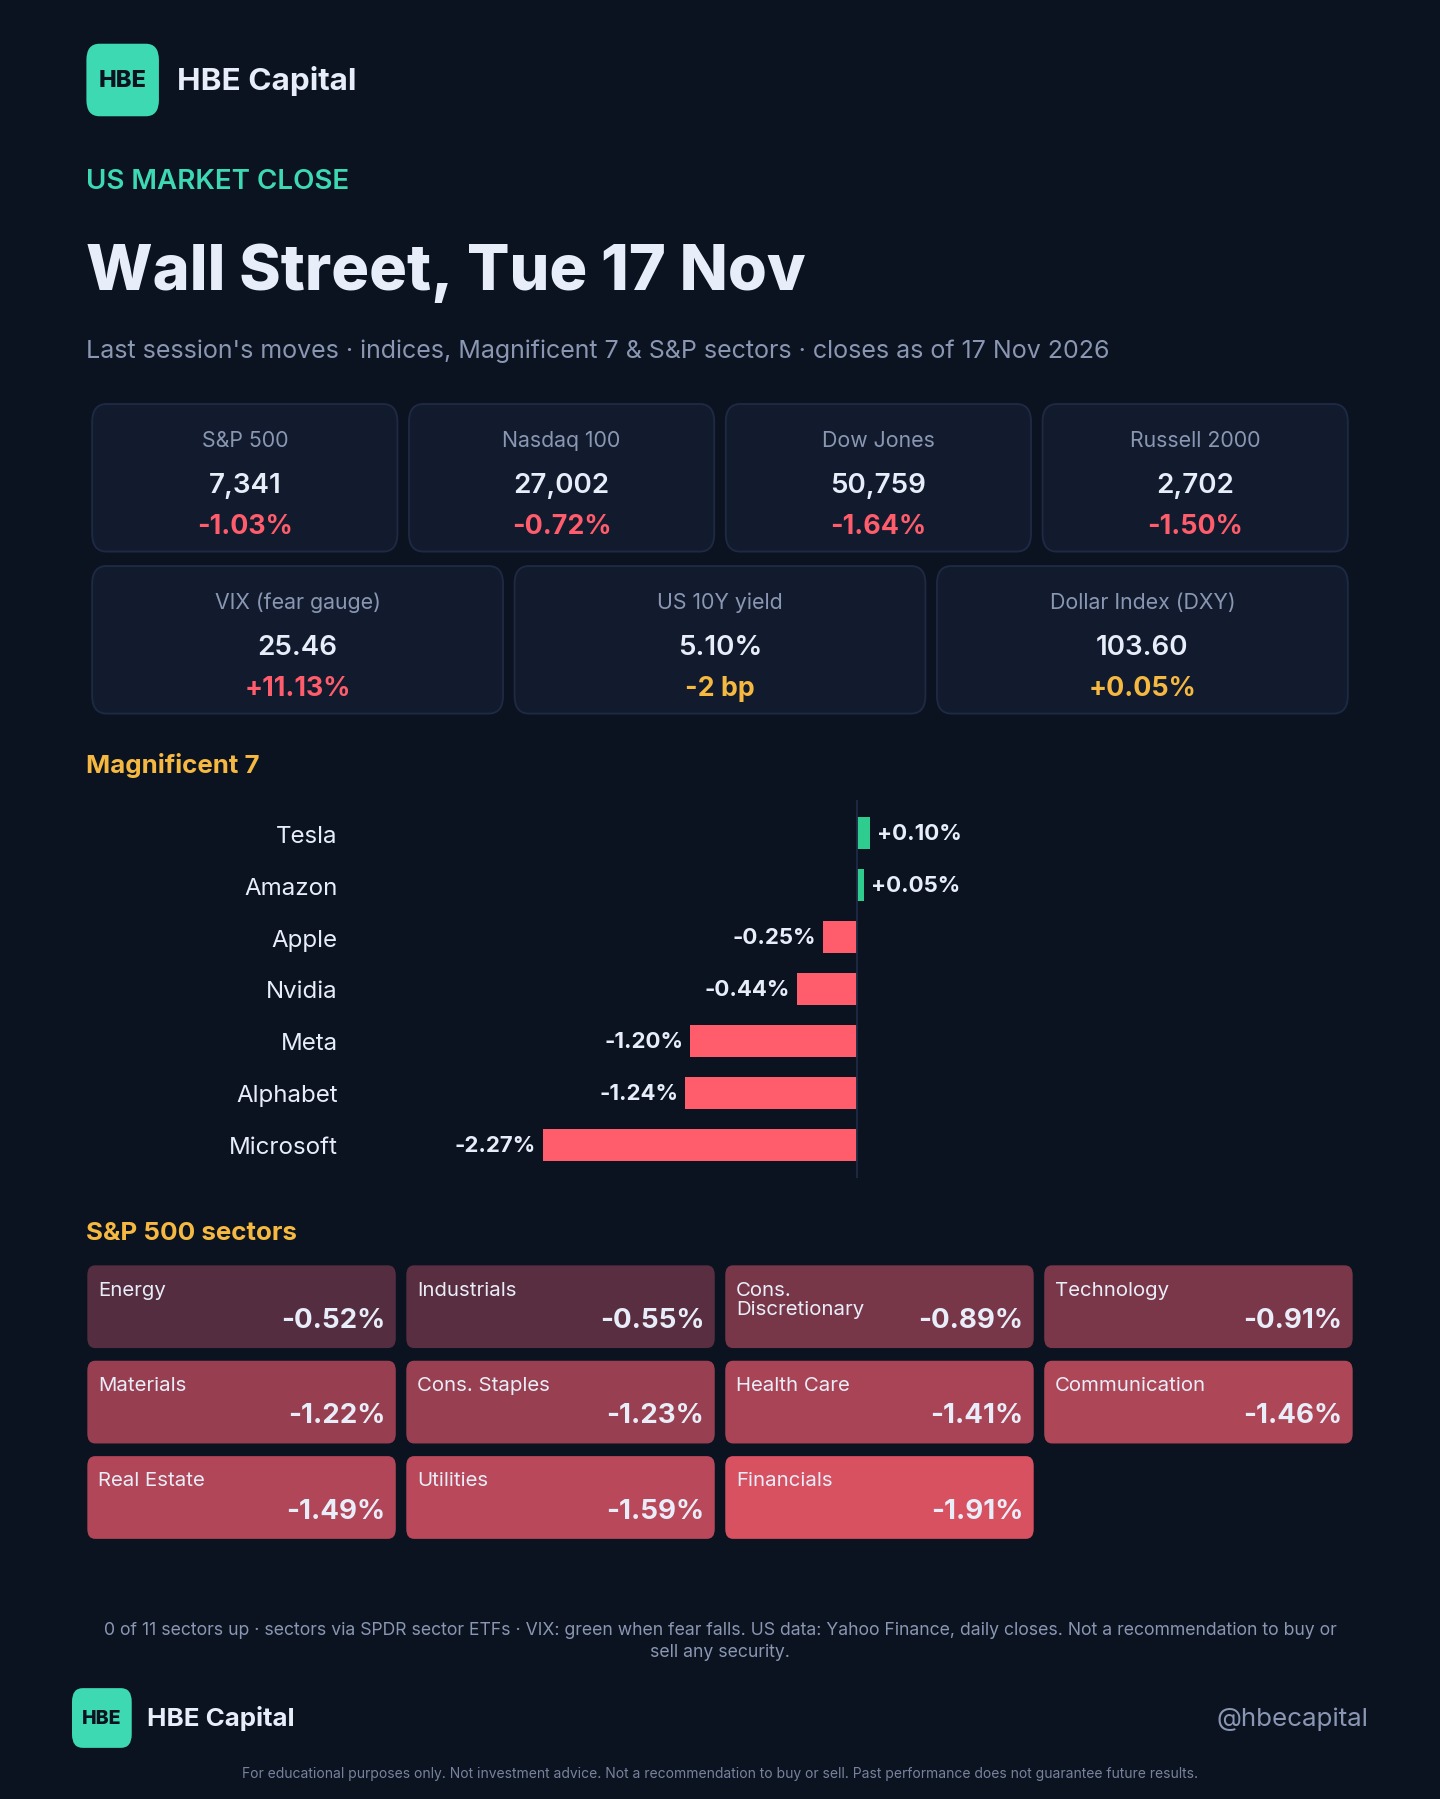 HBE HBE Capital
US MARKET CLOSE
Wall Street, Tue 17 Nov
Last session's moves · indices, Magnificent 7 & S&P sectors · closes as of 17 Nov 2026
S&P 500
7,341
-1.03%
Nasdaq 100
27,002
-0.72%
Dow Jones
50,759
-1.64%
Russell 2000
2,702
-1.50%
VIX (fear gauge)
25.46
+11.13%
US 10Y yield
5.10%
-2 bp
Dollar Index (DXY)
103.60
+0.05%
Magnificent 7
Tesla +0.10%
Amazon +0.05%
Apple -0.25%
Nvidia -0.44%
Meta -1.20%
Alphabet -1.24%
Microsoft -2.27%
S&P 500 sectors
Energy
-0.52%
Industrials
-0.55%
Cons.
Discretionary
-0.89%
Technology
-0.91%
Materials
-1.22%
Cons. Staples
-1.23%
Health Care
-1.41%
Communication
-1.46%
Real Estate
-1.49%
Utilities
-1.59%
Financials
-1.91%
0 of 11 sectors up · sectors via SPDR sector ETFs · VIX: green when fear falls. US data: Yahoo Finance, daily closes. Not a recommendation to buy or
sell any security.
HBE HBE Capital @hbecapital
For educational purposes only. Not investment advice. Not a recommendation to buy or sell. Past performance does not guarantee future results.